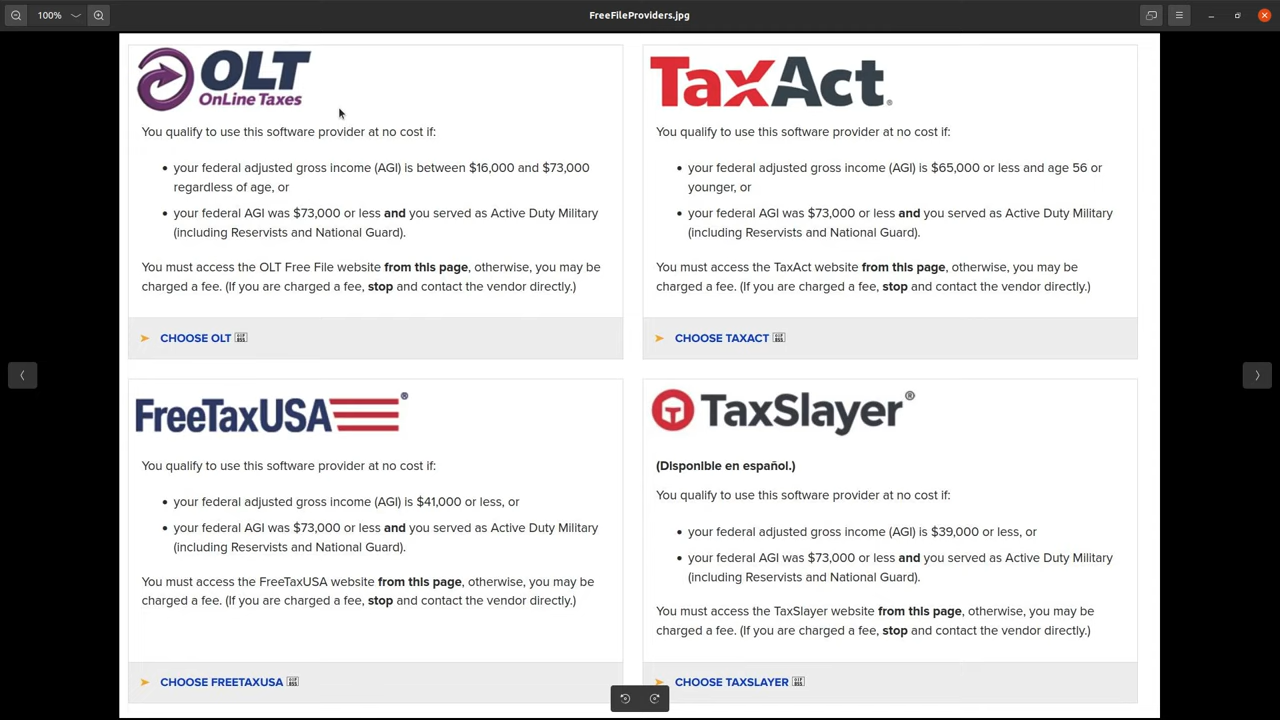 100%
FreeFileProviders.jpg
OLT
OnLine Taxes
You qualify to use this software provider at no cost if:
• your federal adjusted gross income (AGI) is between $16,000 and $73,000
regardless of age, or
• your federal AGI was $73,000 or less and you served as Active Duty Military
(including Reservists and National Guard).
You must access the OLT Free File website from this page, otherwise, you may be
charged a fee. (If you are charged a fee, stop and contact the vendor directly.)
CHOOSE OLT
TaxAct®
You qualify to use this software provider at no cost if:
• your federal adjusted gross income (AGI) is $65,000 or less and age 56 or
younger, or
• your federal AGI was $73,000 or less and you served as Active Duty Military
(including Reservists and National Guard).
You must access the TaxAct website from this page, otherwise, you may be
charged a fee. (If you are charged a fee, stop and contact the vendor directly.)
CHOOSE TAXACT
FreeTaxUSA®
You qualify to use this software provider at no cost if:
• your federal adjusted gross income (AGI) is $41,000 or less, or
• your federal AGI was $73,000 or less and you served as Active Duty Military
(including Reservists and National Guard).
You must access the FreeTaxUSA website from this page, otherwise, you may be
charged a fee. (If you are charged a fee, stop and contact the vendor directly.)
CHOOSE FREETAXUSA
TaxSlayer®
(Disponible en español.)
You qualify to use this software provider at no cost if:
• your federal adjusted gross income (AGI) is $39,000 or less, or
• your federal AGI was $73,000 or less and you served as Active Duty Military
(including Reservists and National Guard).
You must access the TaxSlayer website from this page, otherwise, you may be
charged a fee. (If you are charged a fee, stop and contact the vendor directly.)
CHOOSE TAXSLAYER